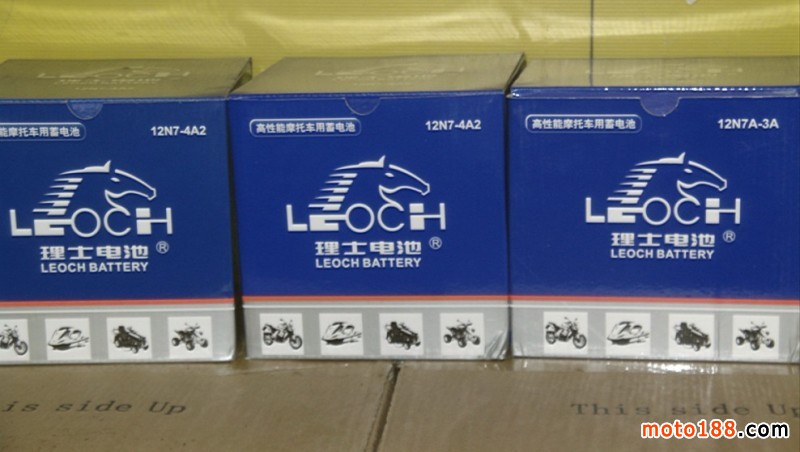 高性能摩托车用蓄电池 12N7-4A2
LEOCH
理士电池®
LEOCH BATTERY
高性能摩托车用蓄电池 12N7-4A2
LEOCH
理士电池®
LEOCH BATTERY
高性能摩托车用蓄电池 12N7A-3A
LEOCH
理士电池®
LEOCH BATTERY
is side Up
This side Up
moto188.com